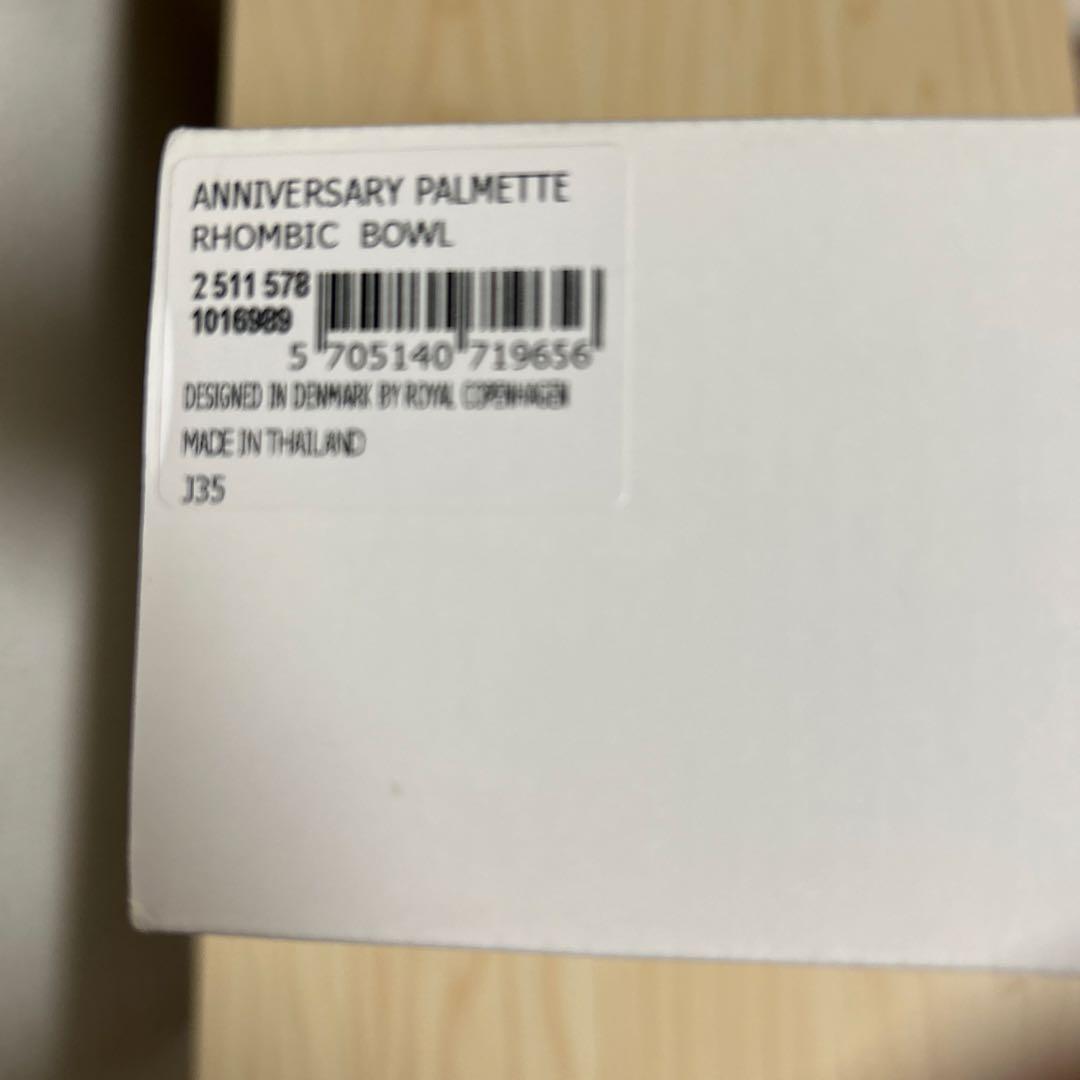 ANNIVERSARY PALMETTE
RHOMBIC BOWL
2 511 578
1016989
5 705140 719656
DESIGNED IN DENMARK BY ROYAL COPENHAGEN
MADE IN THAILAND
J35